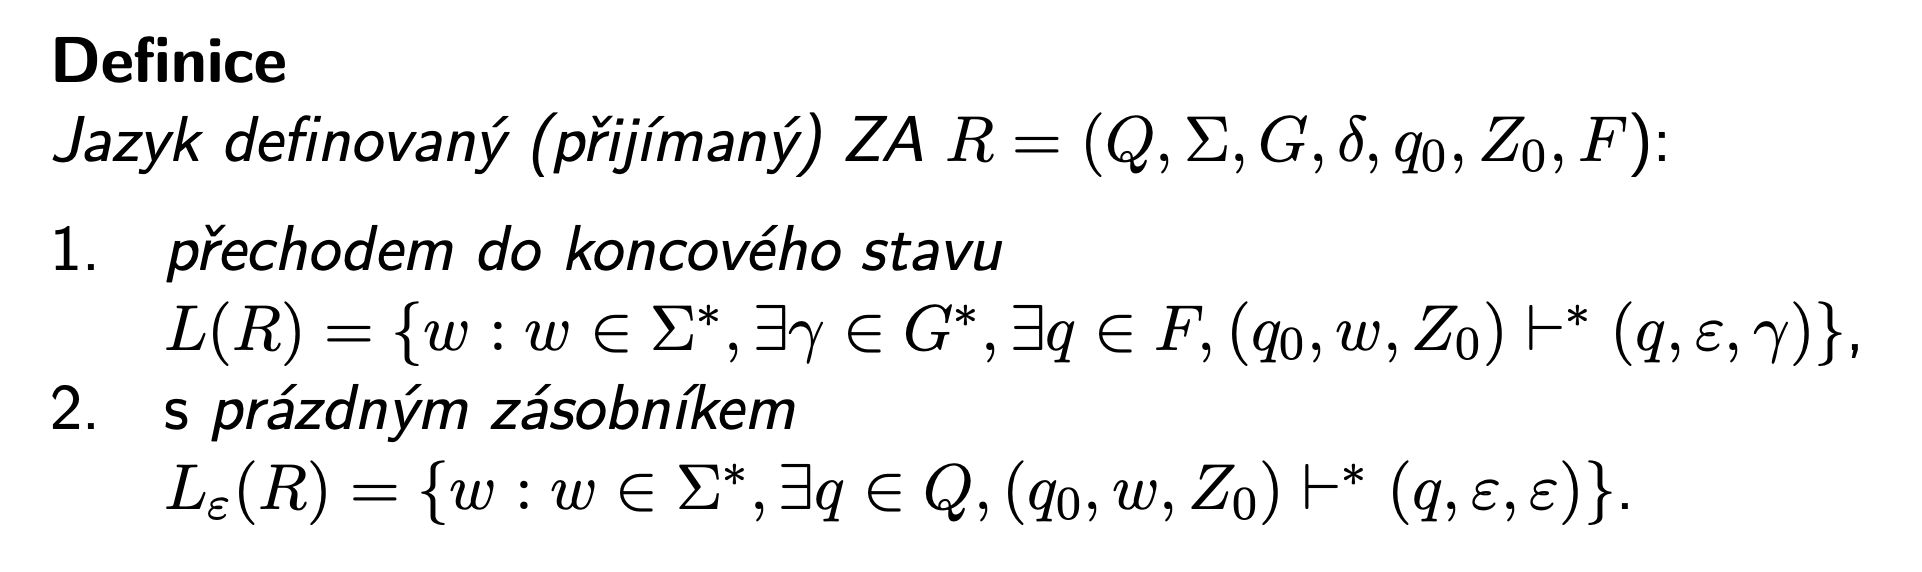 Definice
Jazyk definovaný (přijímaný) ZA R = (Q, Σ, G, δ, q₀, Z₀, F):
1. přechodem do koncového stavu
L(R) = {w : w ∈ Σ*, ∃γ ∈ G*, ∃q ∈ F, (q₀, w, Z₀) ⊢* (q, ε, γ)},
2. s prázdným zásobníkem
Lε(R) = {w : w ∈ Σ*, ∃q ∈ Q, (q₀, w, Z₀) ⊢* (q, ε, ε)}.